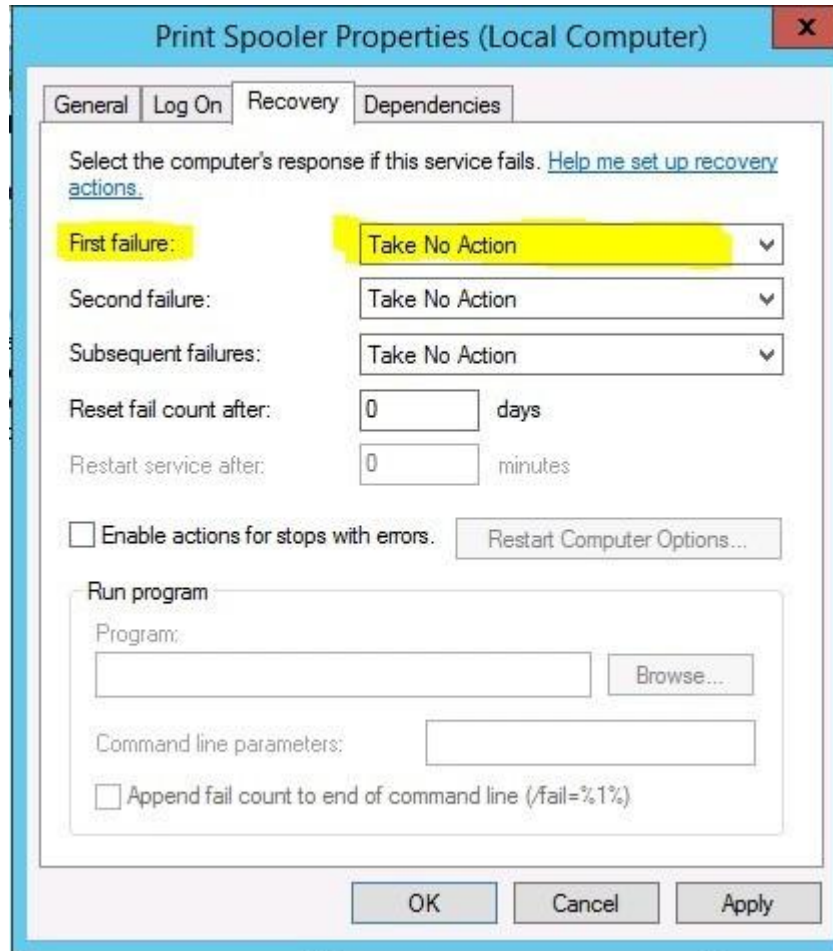 Print Spooler Properties (Local Computer)
x
General Log On Recovery Dependencies
Select the computer's response if this service fails. Help me set up recovery
actions.
First failure: Take No Action
Second failure: Take No Action
Subsequent failures: Take No Action
Reset fail count after: 0 days
Restart service after: 0 minutes
Enable actions for stops with errors. Restart Computer Options...
Run program
Program:
Browse...
Command line parameters:
Append fail count to end of command line (/fail=%1%)
OK Cancel Apply